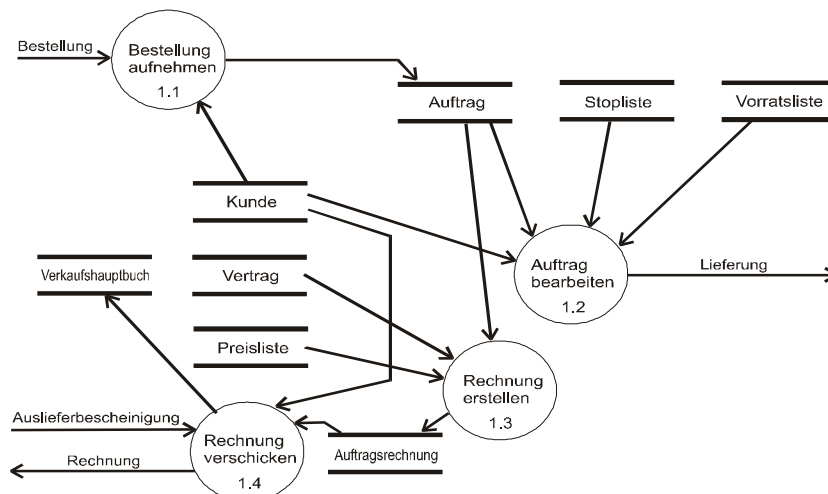 Bestellung
Bestellung
aufnehmen
1.1
Auftrag
Stopliste
Vorratsliste
Kunde
Verkaufshauptbuch
Vertrag
Auftrag
bearbeiten
1.2
Lieferung
Preisliste
Rechnung
erstellen
1.3
Auslieferbescheinigung
Rechnung
Rechnung
verschicken
1.4
Auftragsrechnung